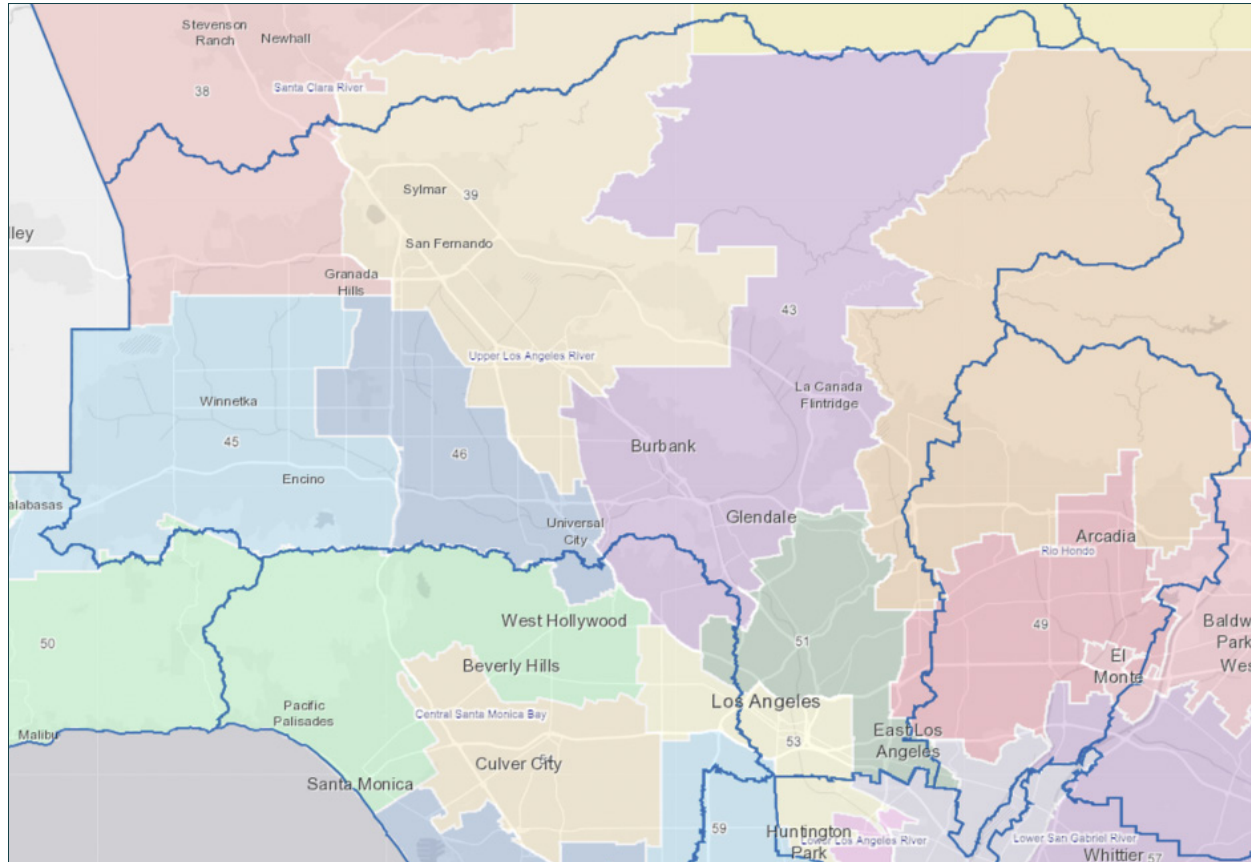 Stevenson
Ranch
Newhall
38
Santa Clara River
Sylmar
39
lley
San Fernando
Granada
Hills
43
Upper Los Angeles River
La Canada
Flintridge
Winnetka
45
Burbank
46
Encino
alabasas
Glendale
Universal
City
Arcadia
Rio Hondo
50
West Hollywood
51
49
Baldw
Park
Wes
Beverly Hills
El
Monte
Pacific
Palisades
Central Santa Monica Bay
Los Angeles
Malibu
East Los
Angeles
53
54
Culver City
Santa Monica
59
Huntington
Park
Lower Los Angeles River
Lower San Gabriel River
Whittier
57